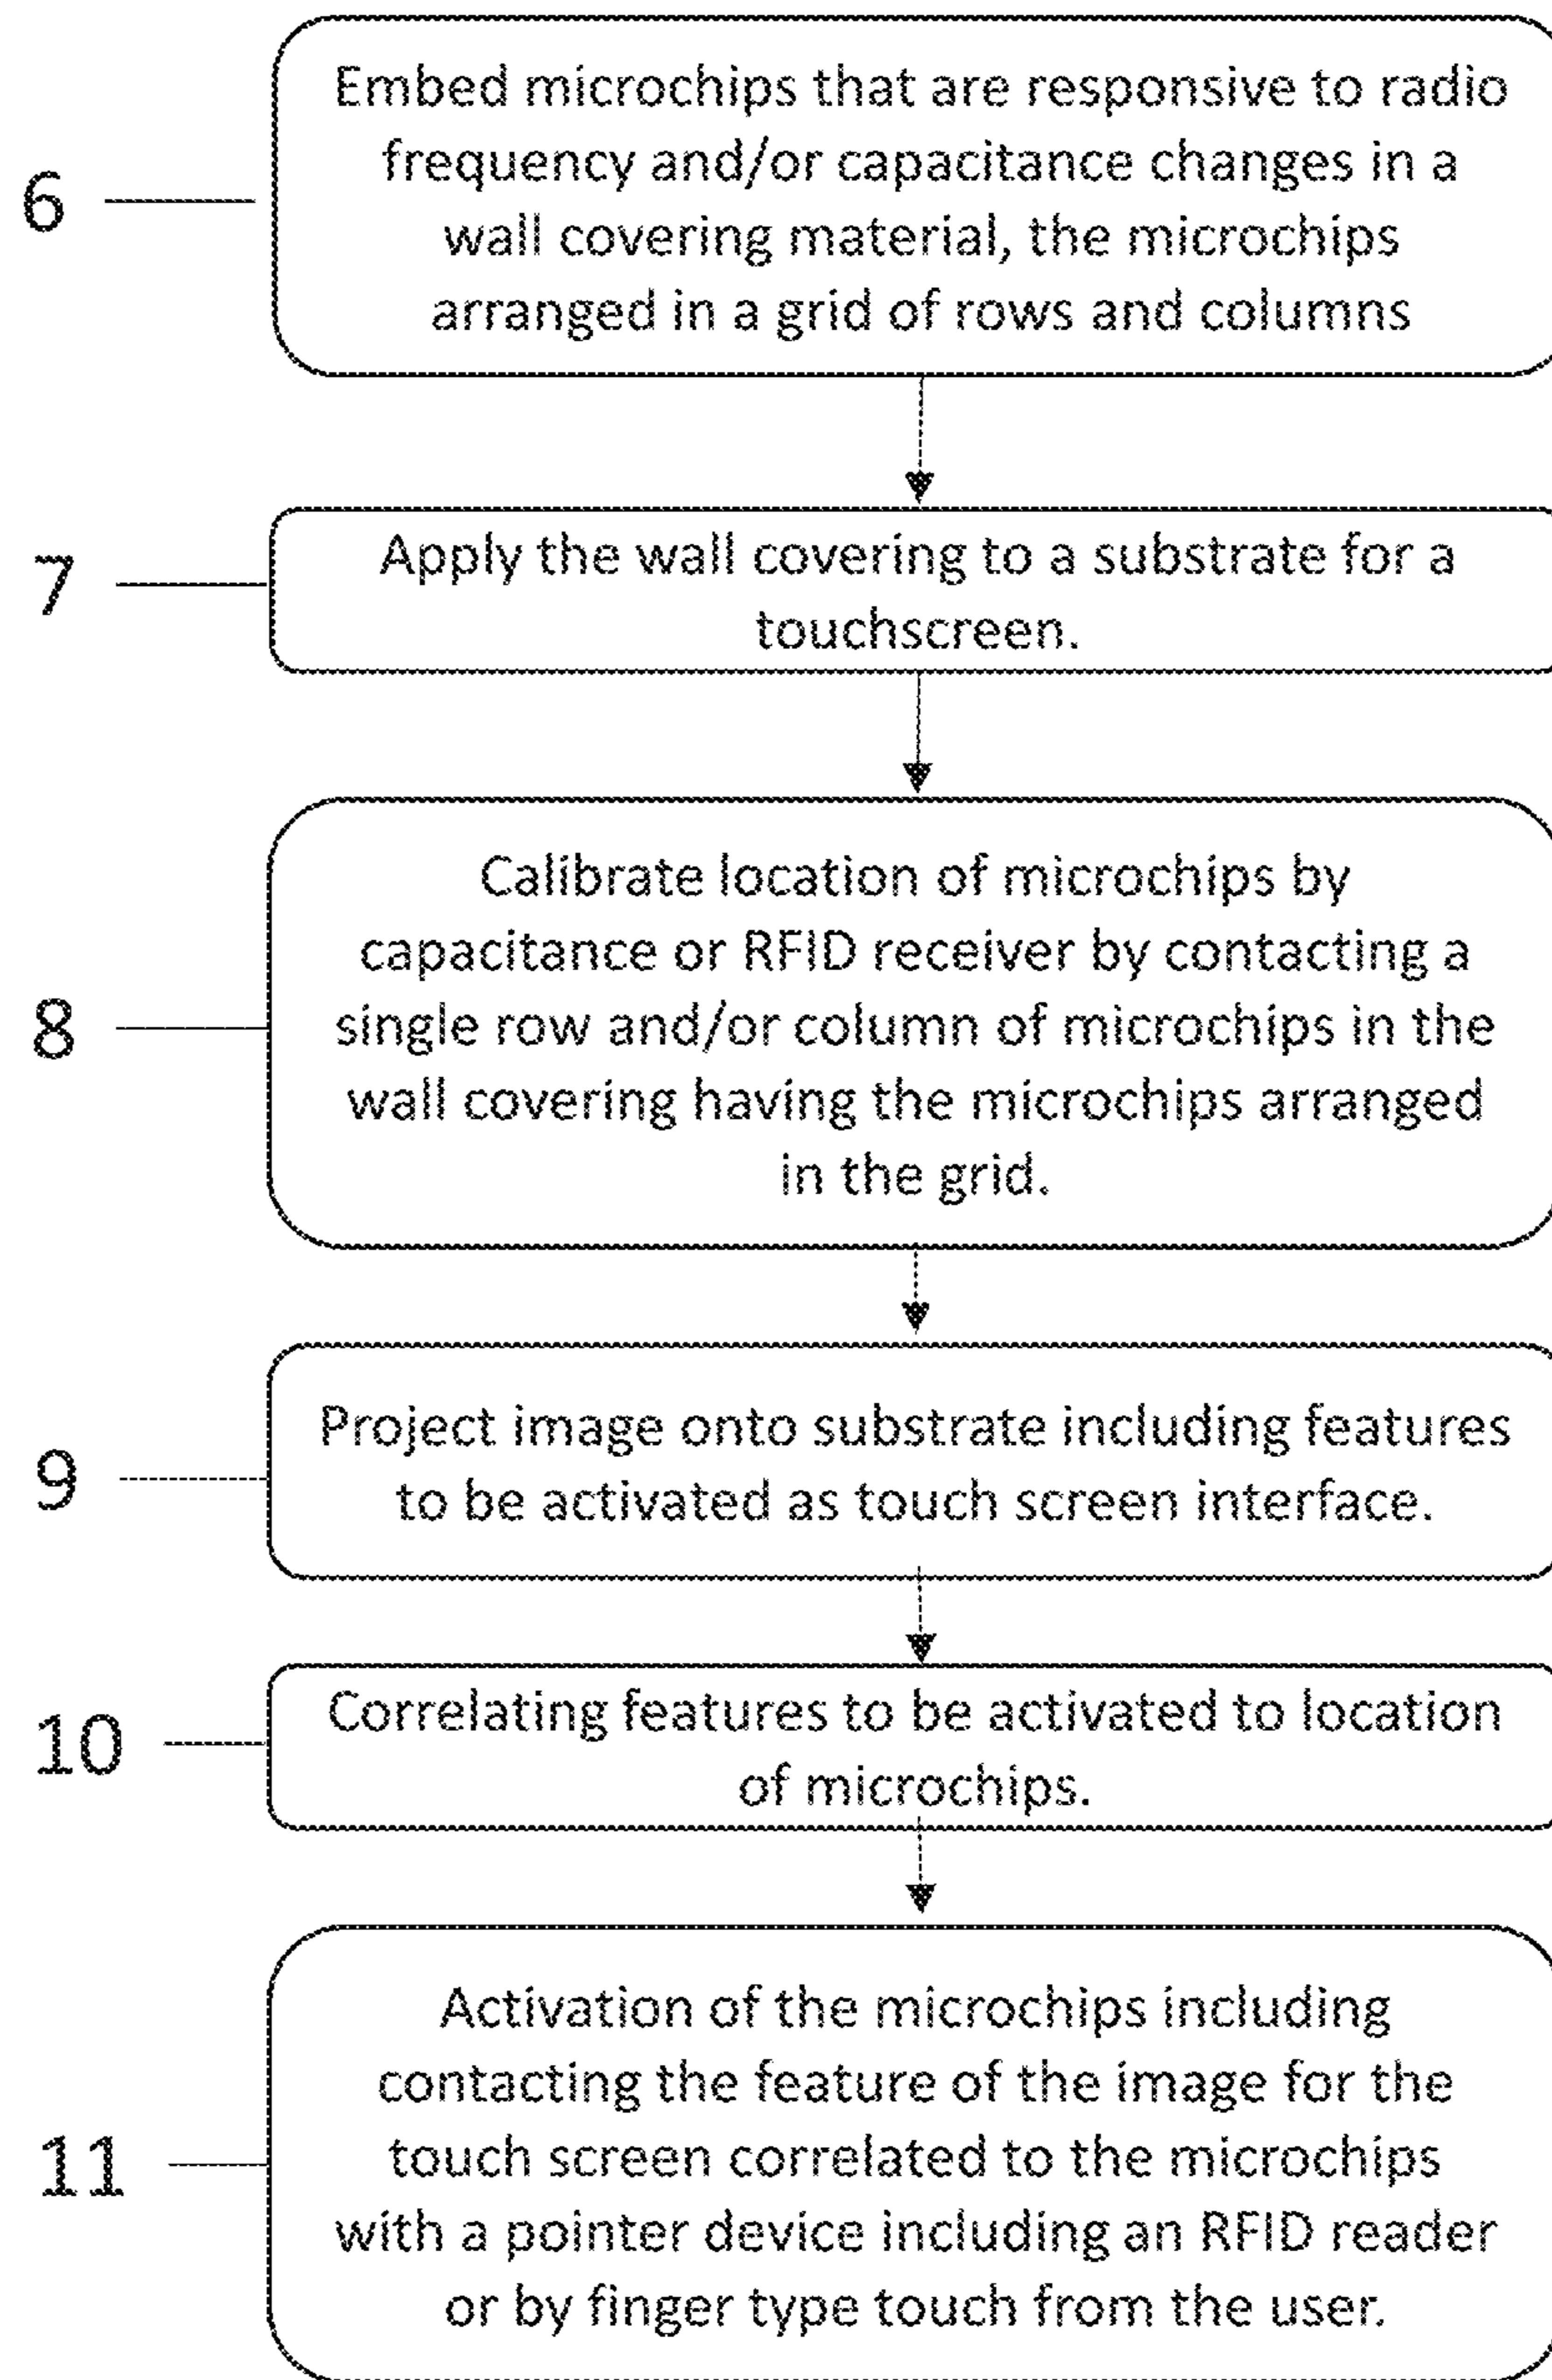 Embed microchips that are responsive to radio
frequency and/or capacitance changes in a
wall covering material, the microchips
arranged in a grid of rows and columns
6
Apply the wall covering to a substrate for a
touchscreen.
7
Calibrate location of microchips by
capacitance or RFID receiver by contacting a
single row and/or column of microchips in the
wall covering having the microchips arranged
in the grid.
8
Project image onto substrate including features
to be activated as touch screen interface.
9
Correlating features to be activated to location
of microchips.
10
Activation of the microchips including
contacting the feature of the image for the
touch screen correlated to the microchips
with a pointer device including an RFID reader
or by finger type touch from the user.
11